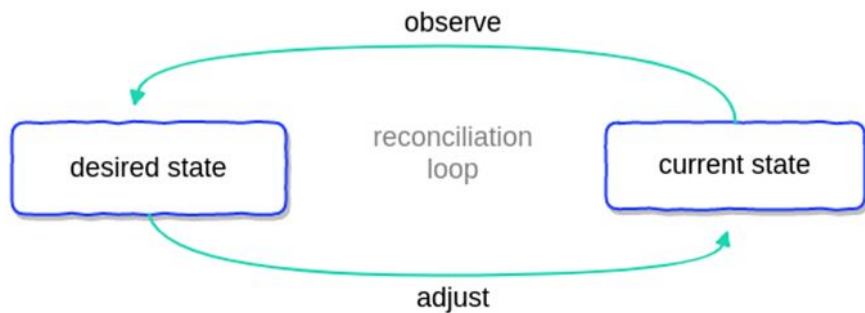 observe
desired state
reconciliation
loop
current state
adjust